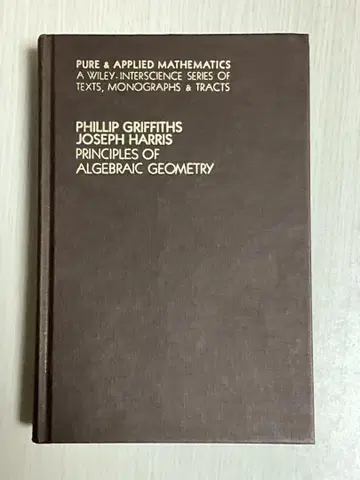 PURE & APPLIED MATHEMATICS
A WILEY-INTERSCIENCE SERIES OF
TEXTS, MONOGRAPHS & TRACTS
PHILLIP GRIFFITHS
JOSEPH HARRIS
PRINCIPLES OF
ALGEBRAIC GEOMETRY